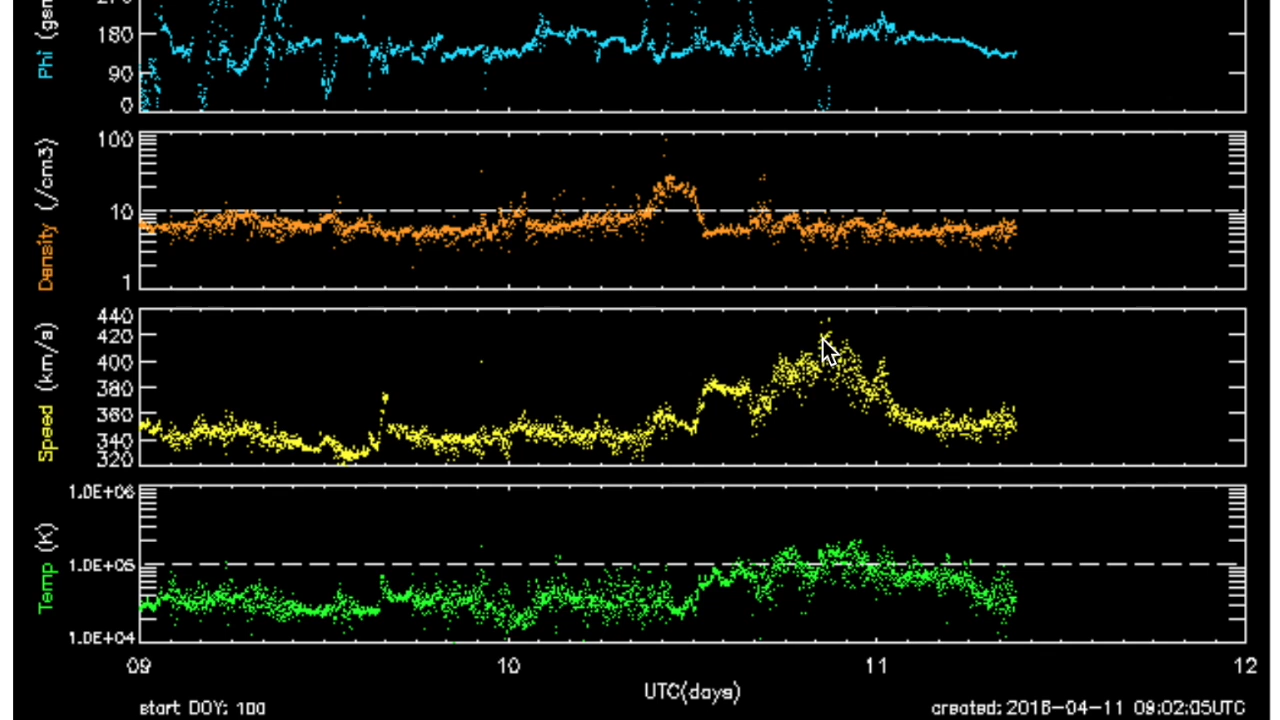 270
180
90
0
Phi (gsm
100
10
1
Density (/cm3)
440
420
400
380
360
340
320
Speed (km/s)
1.0E+06
1.0E+05
1.0E+04
Temp (K)
09 10 11 12
UTC(days)
start DOY: 100 created:2016-04-11 09:02:05UTC